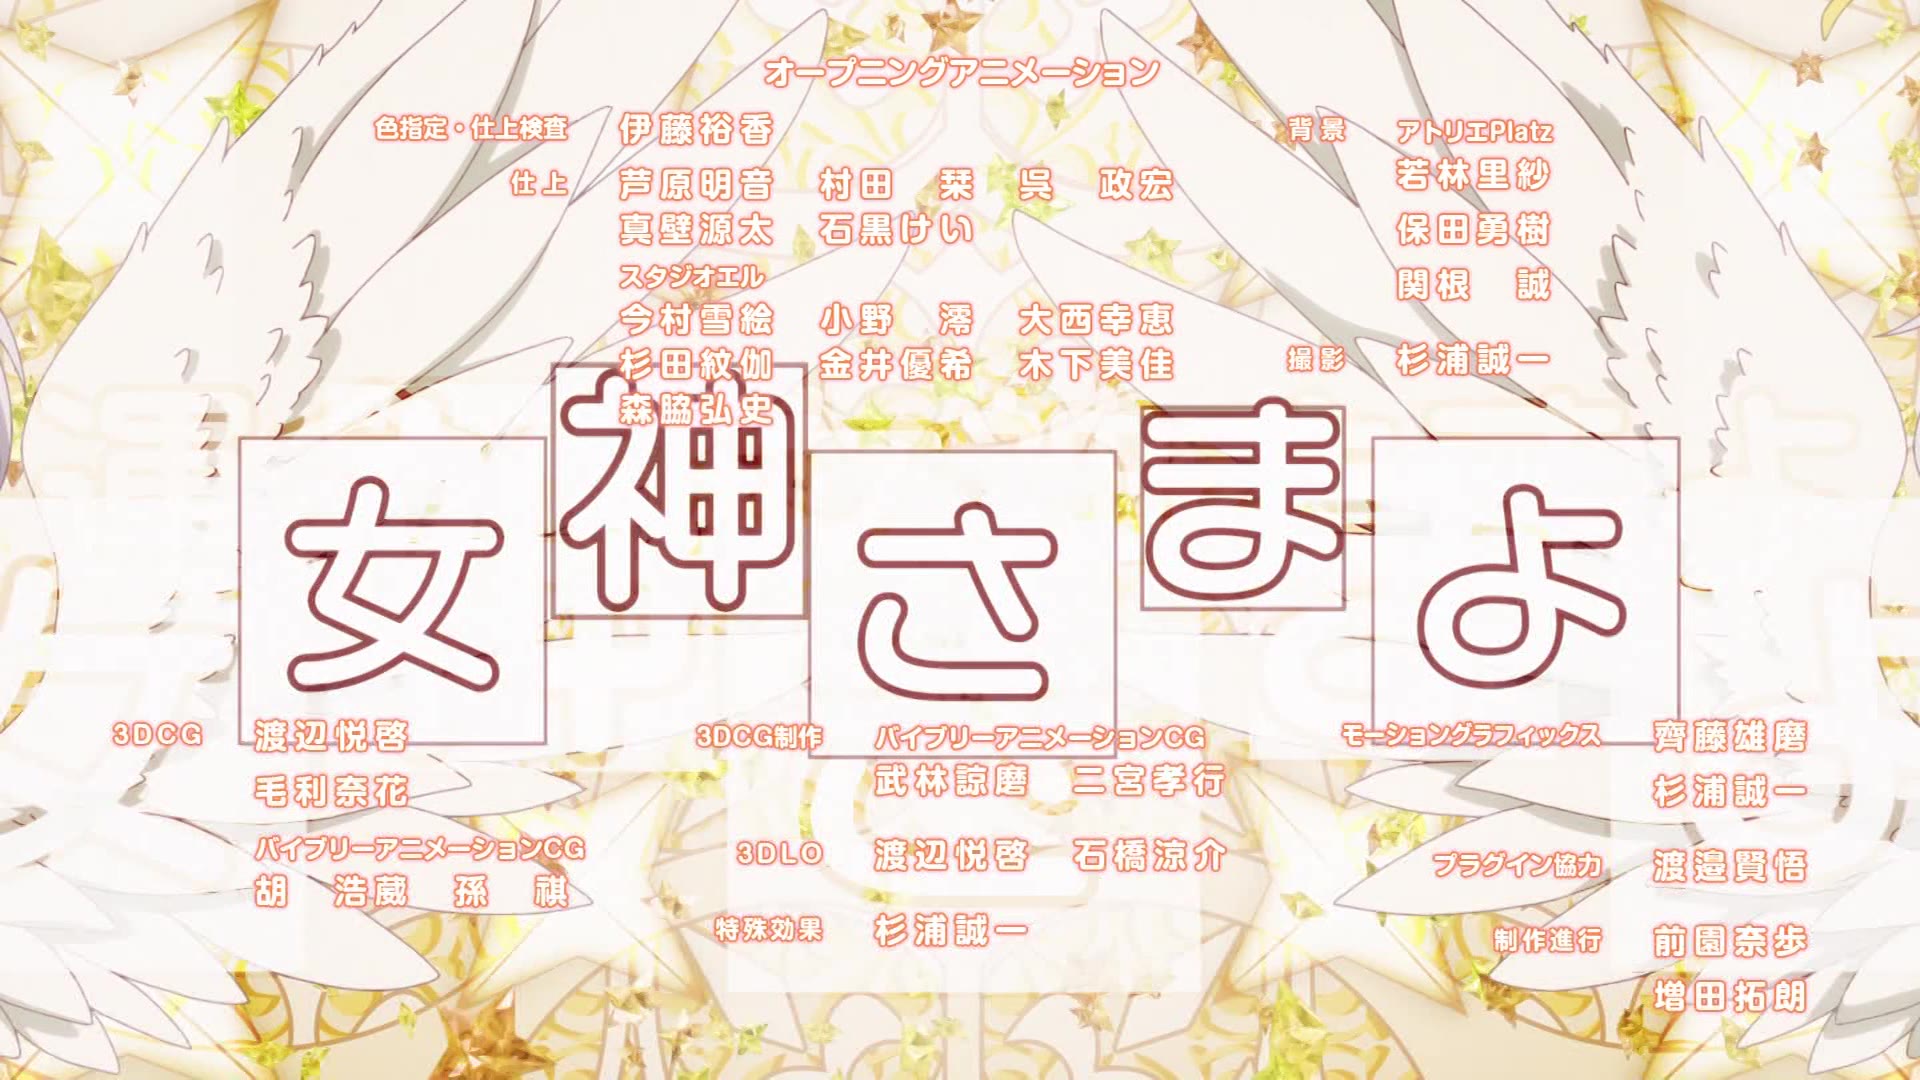 オープニングアニメーション
色指定・仕上検査 伊藤裕香
仕上 芦原明音 村田 栞 呉 政宏
真壁源太 石黒けい
スタジオエル
今村雪絵 小野 澪 大西幸恵
杉田紋伽 金井優希 木下美佳
森脇弘史
背景 アトリエPlatz
若林里紗
保田勇樹
関根 誠
撮影 杉浦誠一
女神さまよ
3DCG 渡辺悦啓
毛利奈花
バイブリーアニメーションCG
胡 浩葳 孫 祺
3DCG制作 バイブリーアニメーションCG
武林諒磨 二宮孝行
3DLO 渡辺悦啓 石橋涼介
特殊効果 杉浦誠一
モーショングラフィックス 齊藤雄磨
杉浦誠一
プラグイン協力 渡邉賢悟
制作進行 前園奈歩
増田拓朗